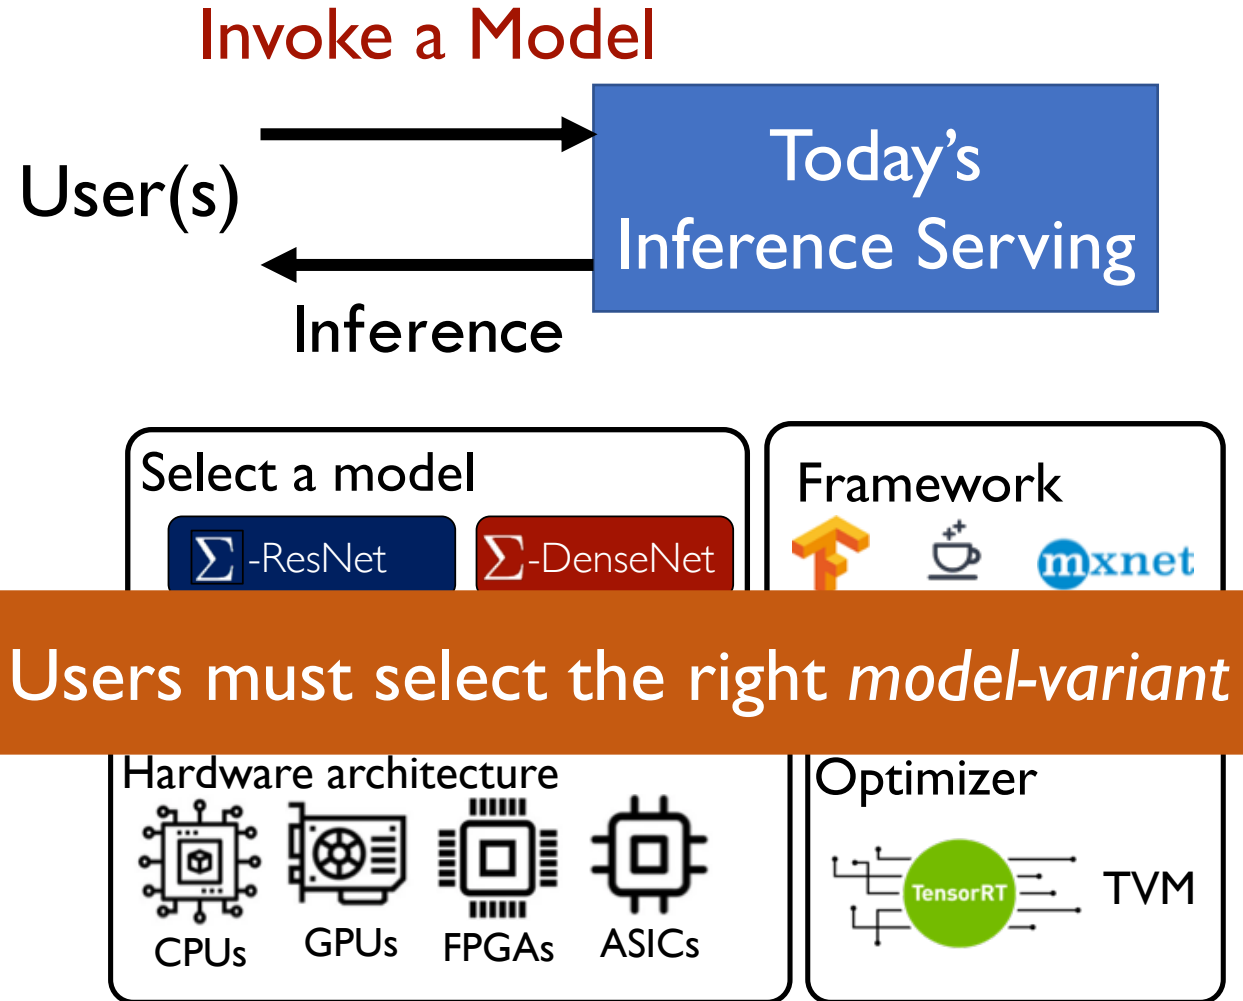 Invoke a Model
User(s)
Today's
Inference Serving
Inference
Select a model
Σ-ResNet
Σ-DenseNet
Framework
++
mxnet
Users must select the right model-variant
Hardware architecture
CPUs
GPUs
FPGAs
ASICs
Optimizer
TensorRT
TVM